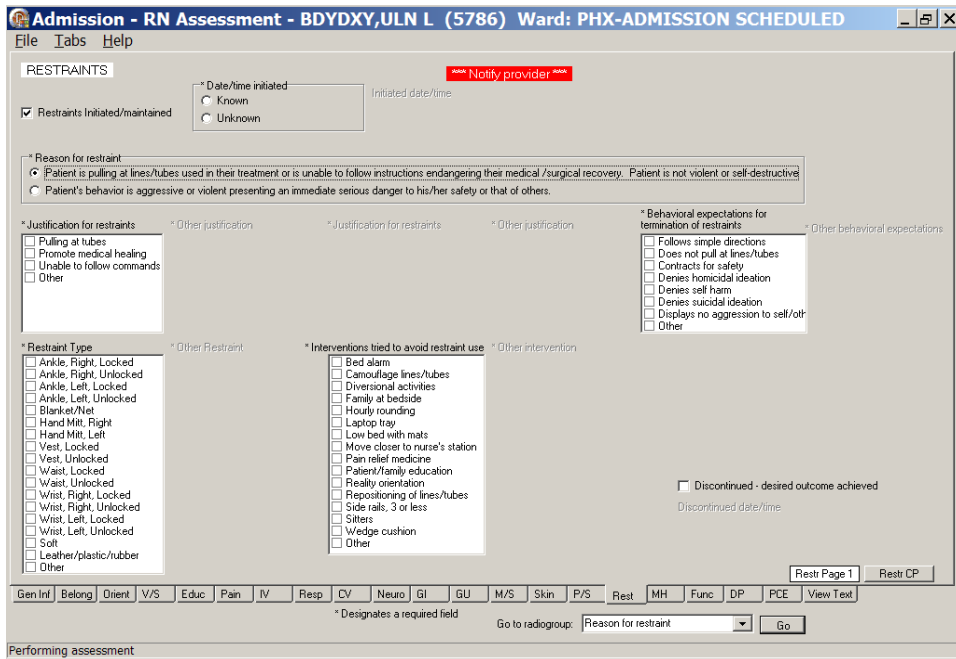 Admission - RN Assessment - BDYDXY,ULN L (5786) Ward: PHX-ADMISSION SCHEDULED
File Tabs Help
RESTRAINTS
*** Notify provider ***
* Date/time initiated
Initiated date/time
Known
Restraints Initiated/maintained
Unknown
* Reason for restraint
Patient is pulling at lines/tubes used in their treatment or is unable to follow instructions endangering their medical /surgical recovery. Patient is not violent or self-destructive
Patient's behavior is aggressive or violent presenting an immediate serious danger to his/her safety or that of others.
* Justification for restraints
* Other justification
* Justification for restraints
* Other justification
* Behavioral expectations for
termination of restraints
* Other behavioral expectations
Pulling at tubes
Promote medical healing
Unable to follow commands
Other
Follows simple directions
Does not pull at lines/tubes
Contracts for safety
Denies homicidal ideation
Denies self harm
Denies suicidal ideation
Displays no aggression to self/oth
Other
* Restraint Type
* Other Restraint
* Interventions tried to avoid restraint use
* Other intervention
Ankle, Right, Locked
Ankle, Right, Unlocked
Ankle, Left, Locked
Ankle, Left, Unlocked
Blanket/Net
Hand Mitt, Right
Hand Mitt, Left
Vest, Locked
Vest, Unlocked
Waist, Locked
Waist, Unlocked
Wrist, Right, Locked
Wrist, Right, Unlocked
Wrist, Left, Locked
Wrist, Left, Unlocked
Soft
Leather/plastic/rubber
Other
Bed alarm
Camouflage lines/tubes
Diversional activities
Family at bedside
Hourly rounding
Laptop tray
Low bed with mats
Move closer to nurse's station
Pain relief medicine
Patient/family education
Reality orientation
Repositioning of lines/tubes
Side rails, 3 or less
Sitters
Wedge cushion
Other
Discontinued - desired outcome achieved
Discontinued date/time
Restr Page 1 Restr CP
Gen Inf Belong Orient V/S Educ Pain IV Resp CV Neuro GI GU M/S Skin P/S Rest MH Func DP PCE View Text
* Designates a required field
Go to radiogroup: Reason for restraint Go
Performing assessment